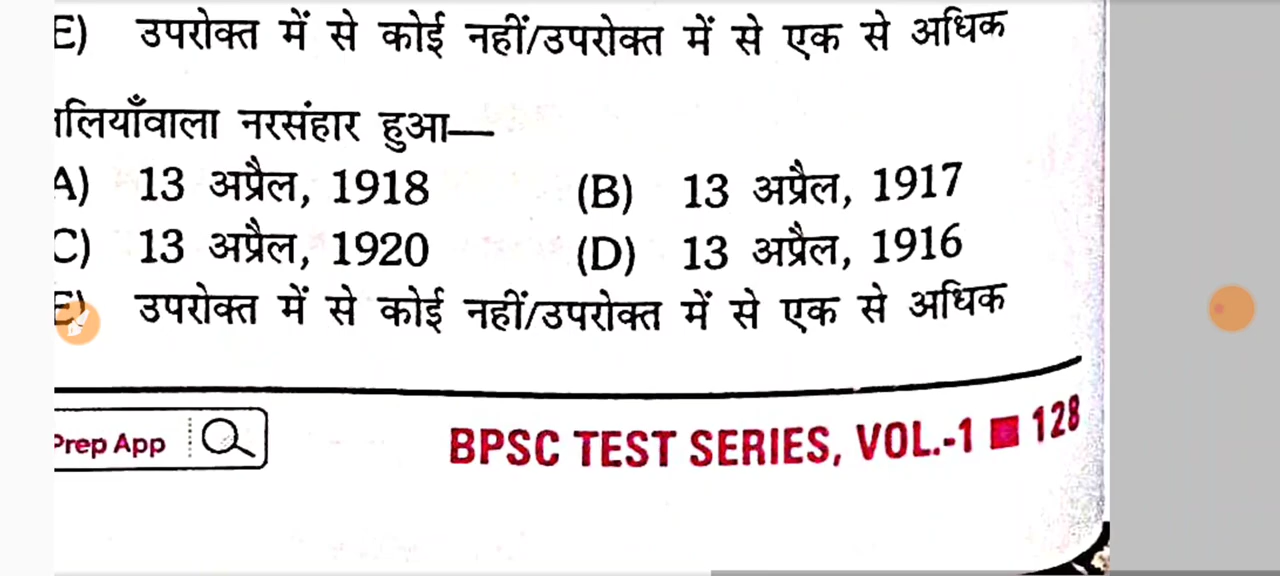 E) उपरोक्त में से कोई नहीं/उपरोक्त में से एक से अधिक
लियाँवाला नरसंहार हुआ—
A) 13 अप्रैल, 1918 (B) 13 अप्रैल, 1917
C) 13 अप्रैल, 1920 (D) 13 अप्रैल, 1916
E) उपरोक्त में से कोई नहीं/उपरोक्त में से एक से अधिक
Prep App BPSC TEST SERIES, VOL.-1 ■ 128